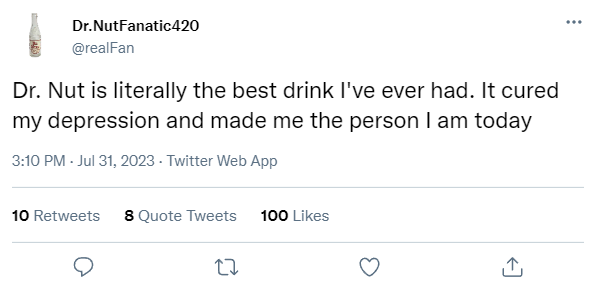 Dr.NutFanatic420
@realFan
Dr. Nut is literally the best drink I've ever had. It cured
my depression and made me the person I am today
3:10 PM · Jul 31, 2023 · Twitter Web App
10 Retweets 8 Quote Tweets 100 Likes